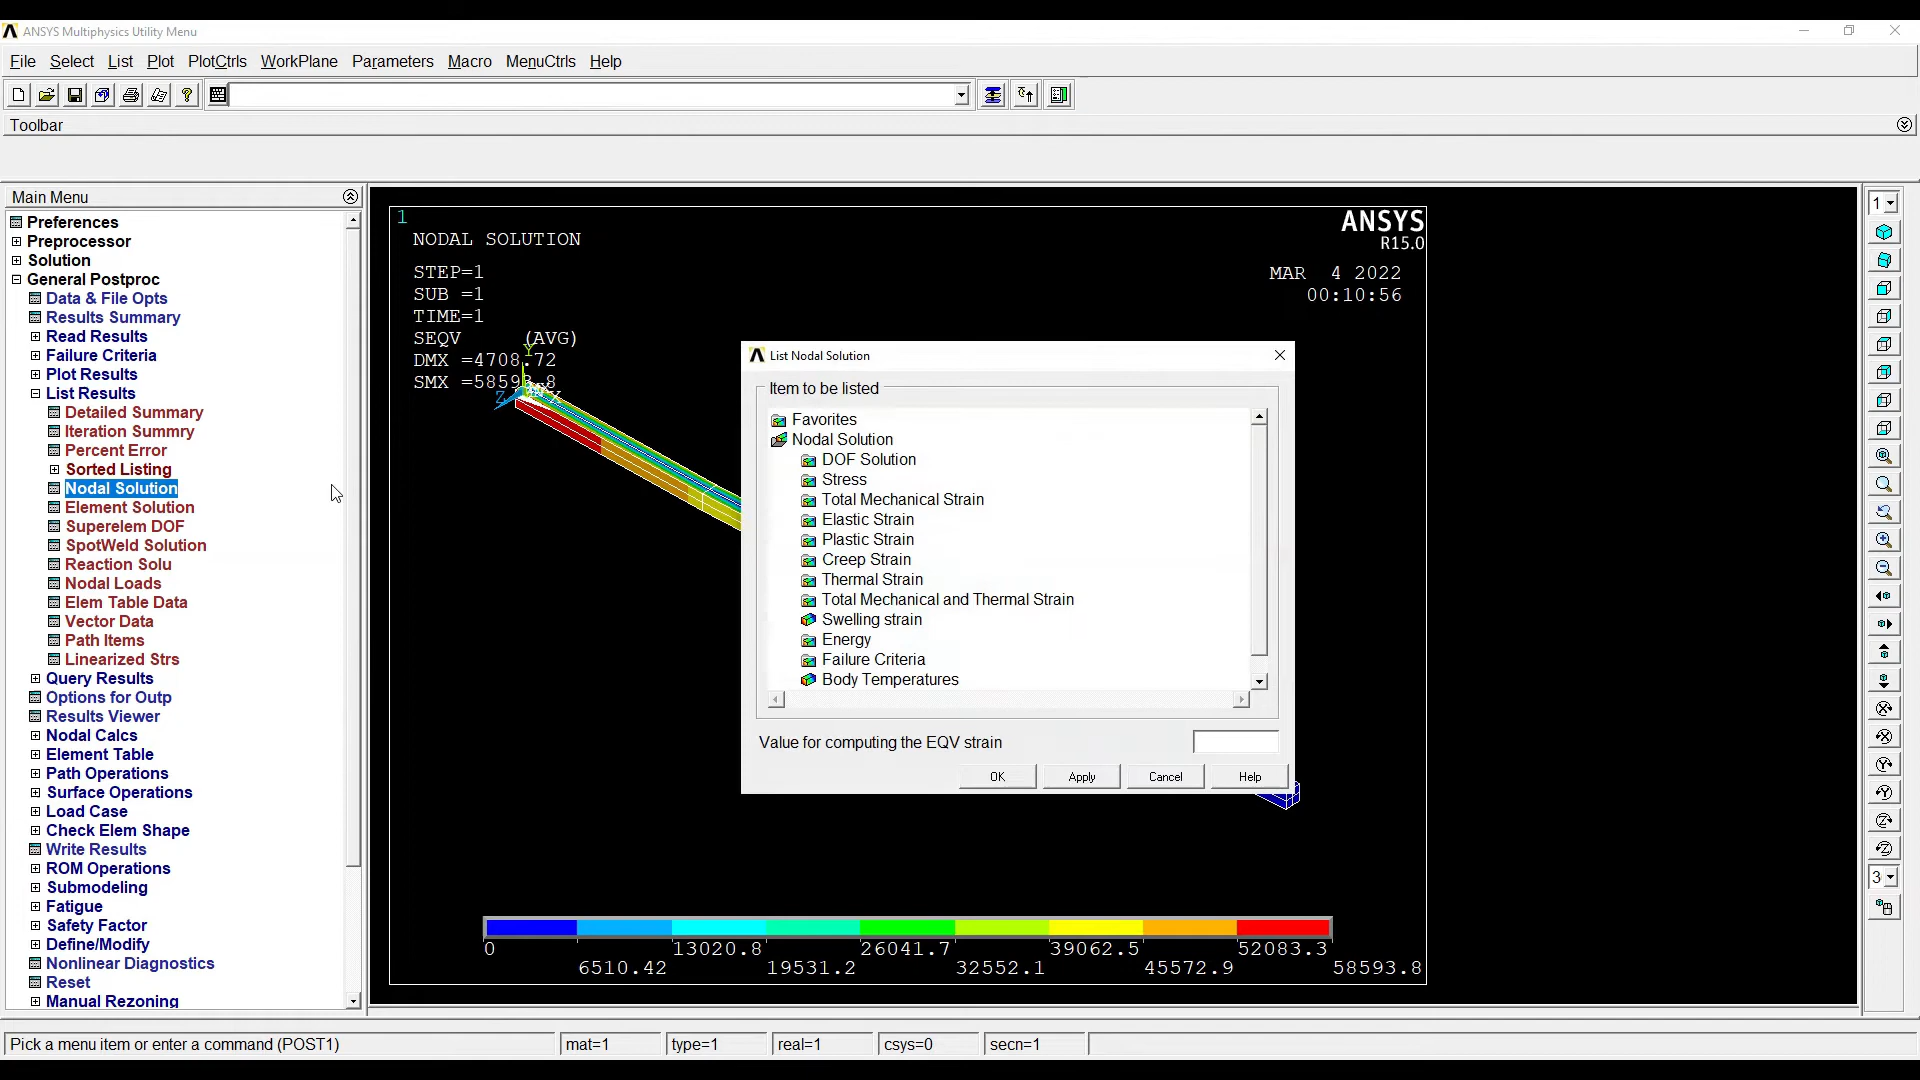 ANSYS Multiphysics Utility Menu
File Select List Plot PlotCtrls WorkPlane Parameters Macro MenuCtrls Help
Toolbar
Main Menu
Preferences
Preprocessor
Solution
General Postproc
Data & File Opts
Results Summary
Read Results
Failure Criteria
Plot Results
List Results
Detailed Summary
Iteration Summry
Percent Error
Sorted Listing
Nodal Solution
Element Solution
Superelem DOF
SpotWeld Solution
Reaction Solu
Nodal Loads
Elem Table Data
Vector Data
Path Items
Linearized Strs
Query Results
Options for Outp
Results Viewer
Nodal Calcs
Element Table
Path Operations
Surface Operations
Load Case
Check Elem Shape
Write Results
ROM Operations
Submodeling
Fatigue
Safety Factor
Define/Modify
Nonlinear Diagnostics
Reset
Manual Rezoning
1
NODAL SOLUTION
STEP=1
SUB =1
TIME=1
SEQV (AVG)
DMX =4708.72
SMX =58593.8
Y
Z X
ANSYS
R15.0
MAR 4 2022
00:10:56
List Nodal Solution
Item to be listed
Favorites
Nodal Solution
DOF Solution
Stress
Total Mechanical Strain
Elastic Strain
Plastic Strain
Creep Strain
Thermal Strain
Total Mechanical and Thermal Strain
Swelling strain
Energy
Failure Criteria
Body Temperatures
Value for computing the EQV strain
OK Apply Cancel Help
0 13020.8 26041.7 39062.5 52083.3
6510.42 19531.2 32552.1 45572.9 58593.8
1
3
Pick a menu item or enter a command (POST1) mat=1 type=1 real=1 csys=0 secn=1